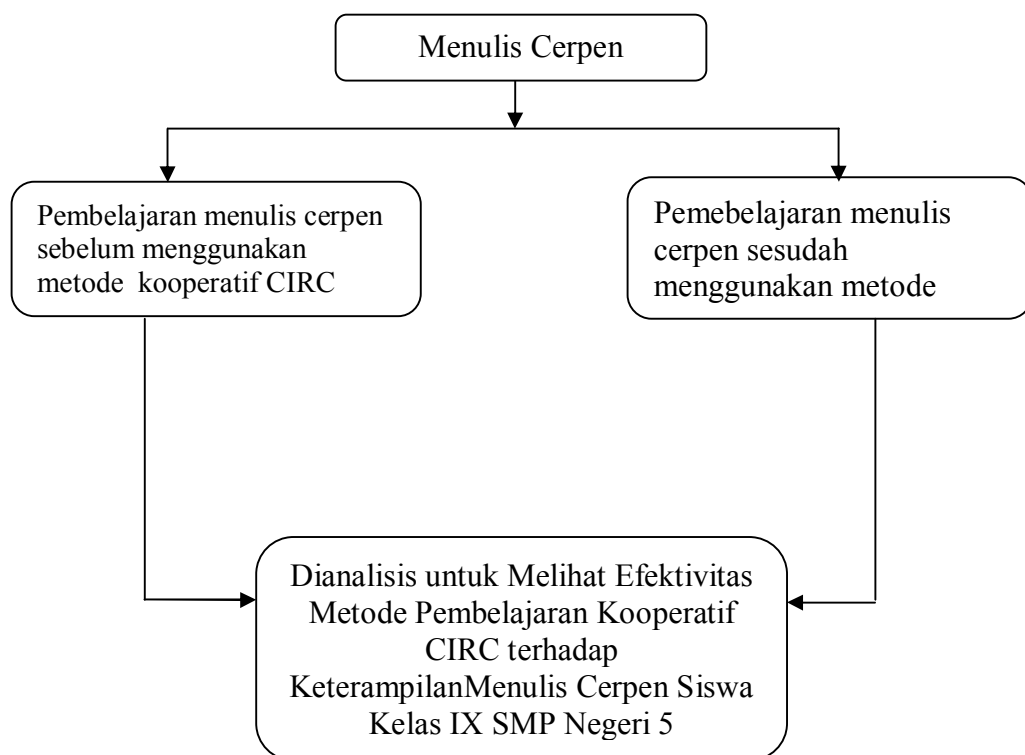 Menulis Cerpen
Pembelajaran menulis cerpen
sebelum menggunakan
metode kooperatif CIRC
Pemebelajaran menulis
cerpen sesudah
menggunakan metode
Dianalisis untuk Melihat Efektivitas
Metode Pembelajaran Kooperatif
CIRC terhadap
KeterampilanMenulis Cerpen Siswa
Kelas IX SMP Negeri 5